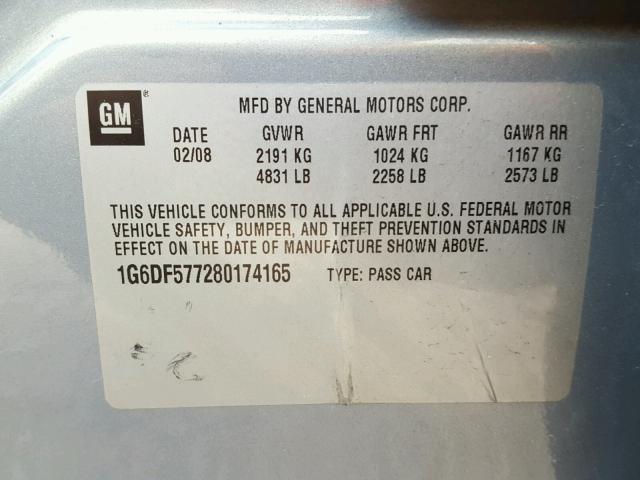 GM ®
MFD BY GENERAL MOTORS CORP.
DATE GVWR GAWR FRT GAWR RR
02/08 2191 KG 1024 KG 1167 KG
4831 LB 2258 LB 2573 LB
THIS VEHICLE CONFORMS TO ALL APPLICABLE U.S. FEDERAL MOTOR
VEHICLE SAFETY, BUMPER, AND THEFT PREVENTION STANDARDS IN
EFFECT ON THE DATE OF MANUFACTURE SHOWN ABOVE.
1G6DF577280174165 TYPE: PASS CAR